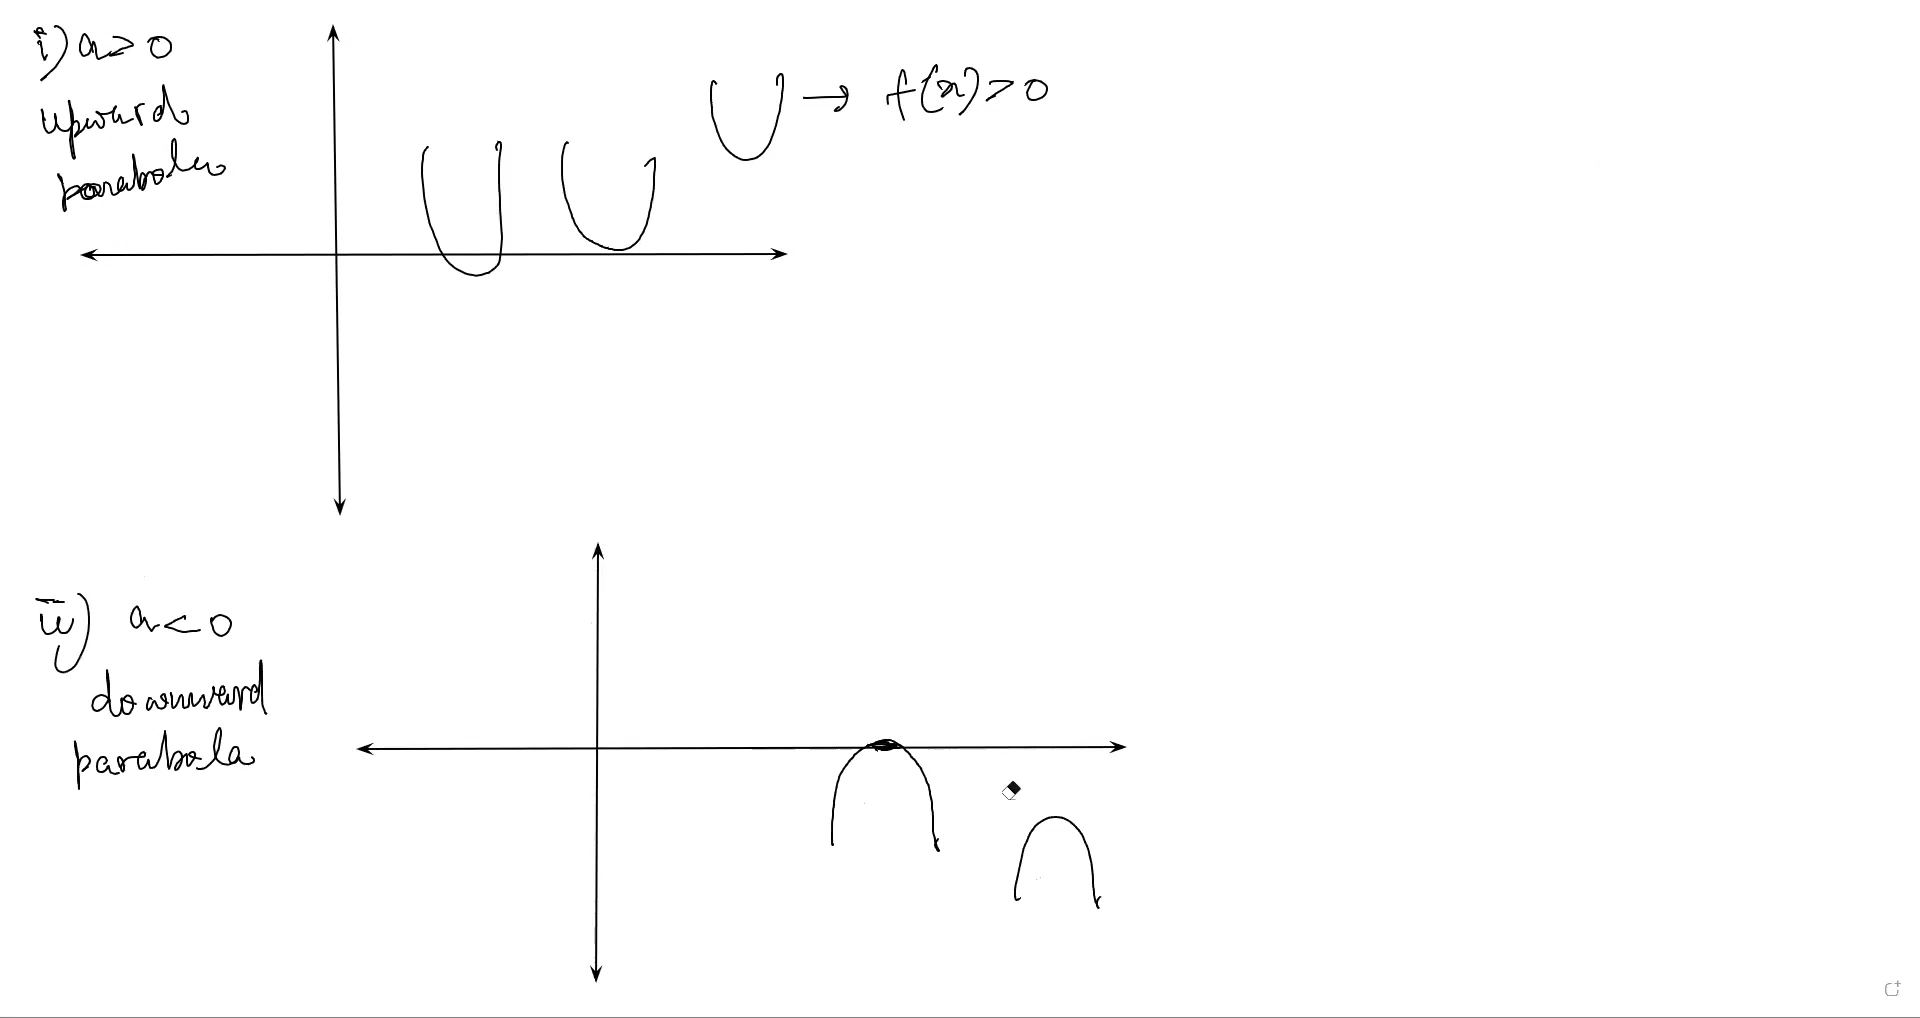 i) a > 0
upward
parabola
→ f(x) > 0
ii) a < 0
downward
parabola